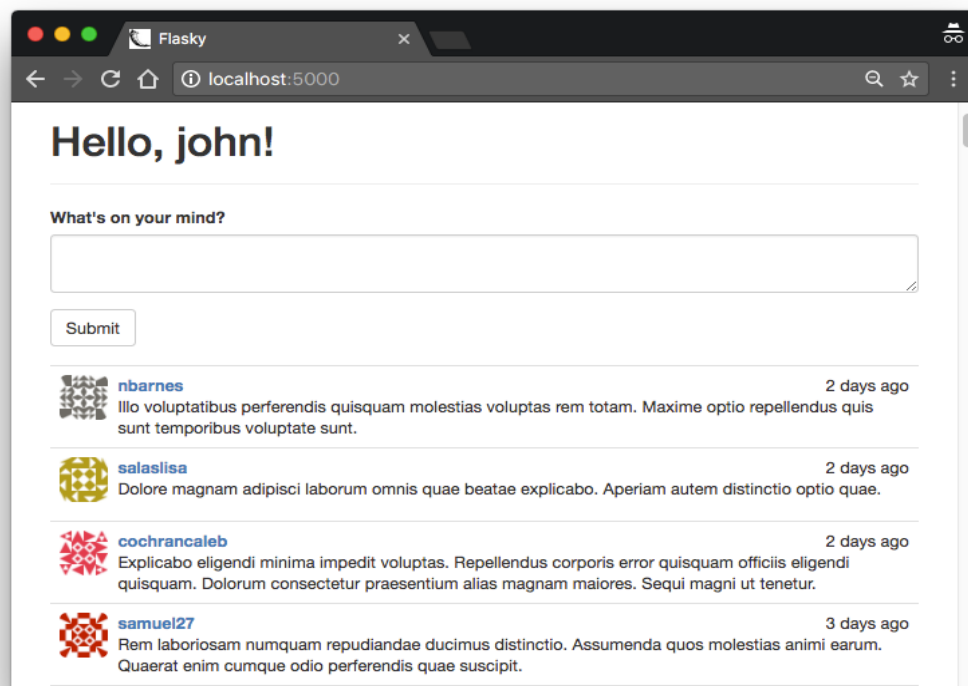 Flasky
localhost:5000
Hello, john!
What's on your mind?
Submit
nbarnes 2 days ago
Illo voluptatibus perferendis quisquam molestias voluptas rem totam. Maxime optio repellendus quis
sunt temporibus voluptate sunt.
salaslisa 2 days ago
Dolore magnam adipisci laborum omnis quae beatae explicabo. Aperiam autem distinctio optio quae.
cochrancaleb 2 days ago
Explicabo eligendi minima impedit voluptas. Repellendus corporis error quisquam officiis eligendi
quisquam. Dolorum consectetur praesentium alias magnam maiores. Sequi magni ut tenetur.
samuel27 3 days ago
Rem laboriosam numquam repudiandae ducimus distinctio. Assumenda quos molestias animi earum.
Quaerat enim cumque odio perferendis quae suscipit.